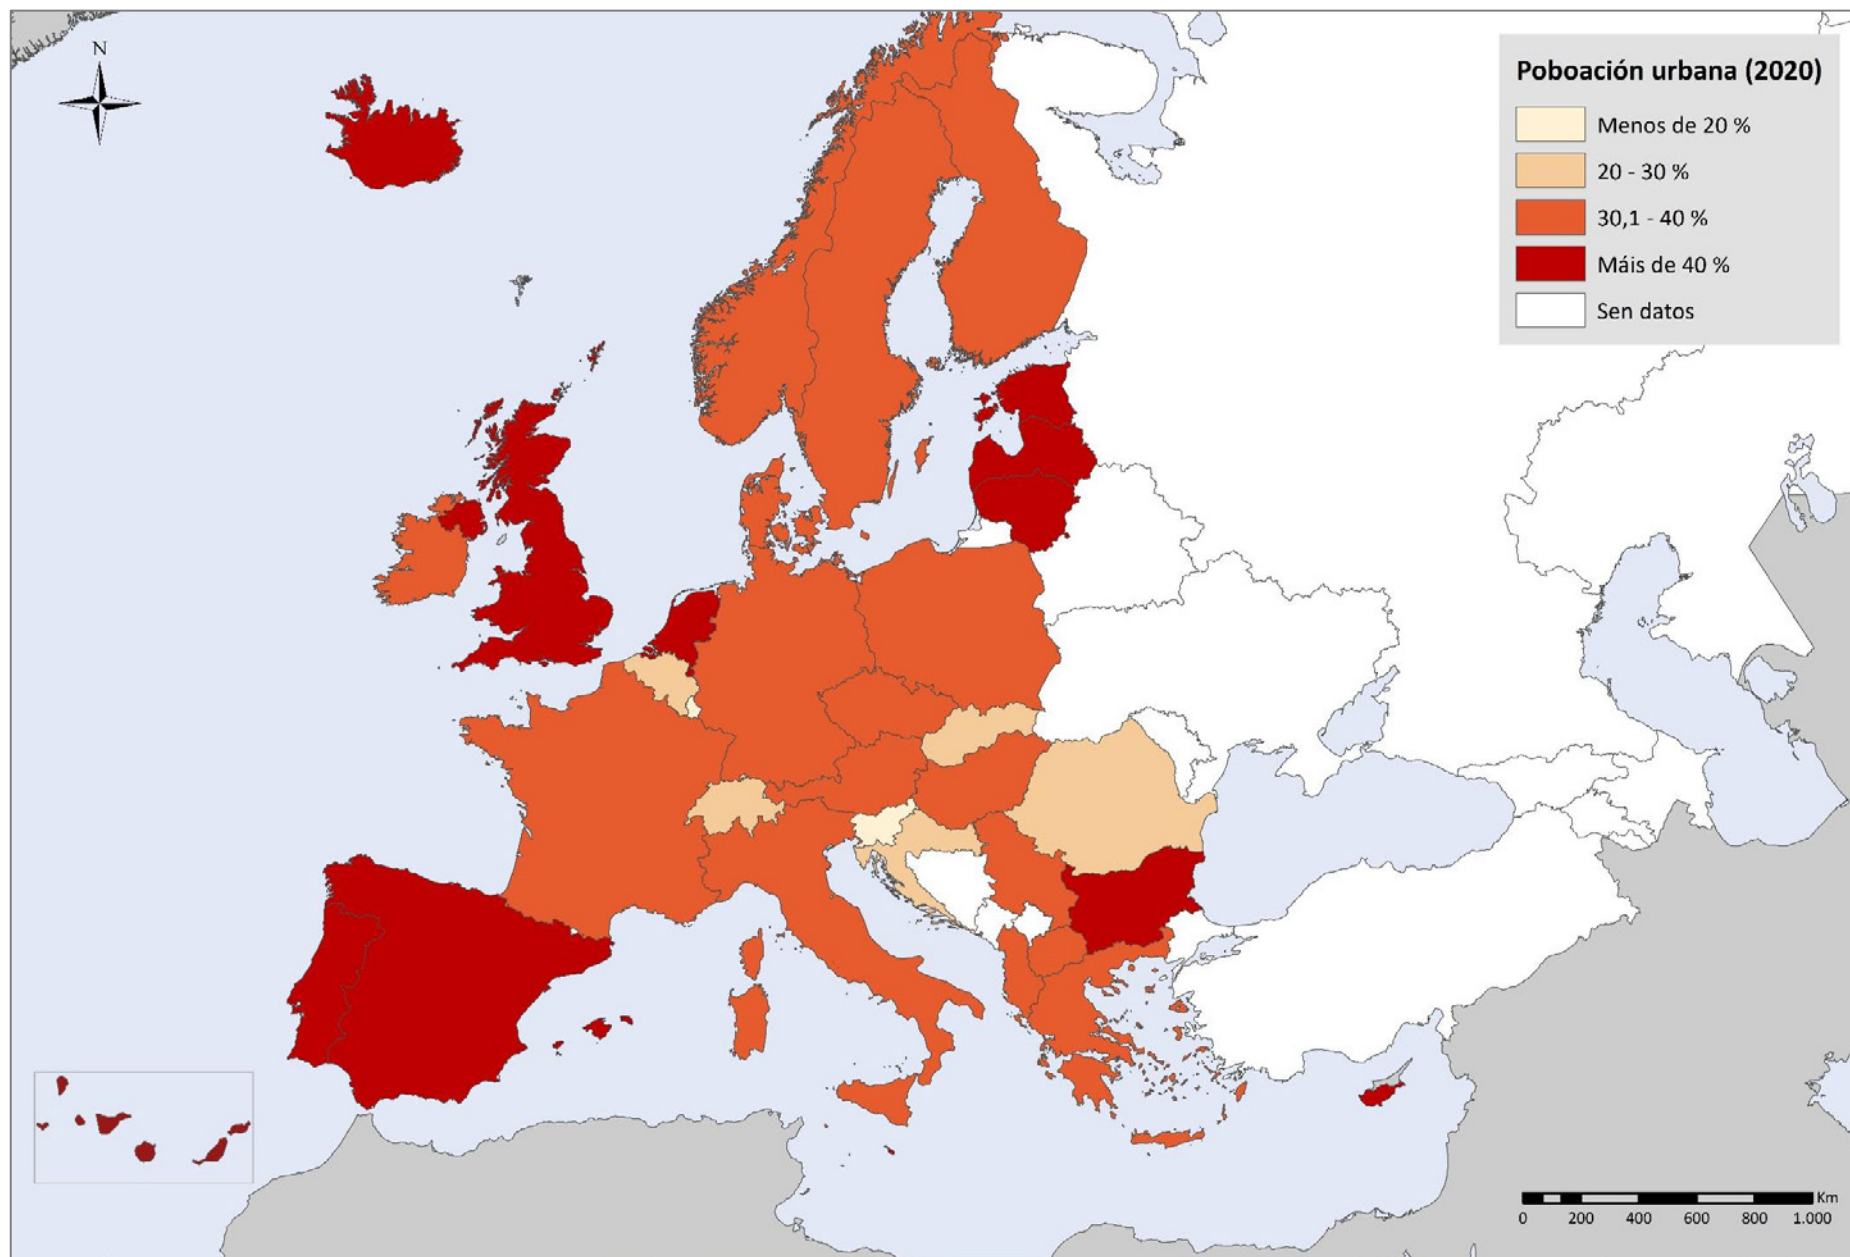 N
Poboación urbana (2020)
Menos de 20 %
20 - 30 %
30,1 - 40 %
Máis de 40 %
Sen datos
Km
0 200 400 600 800 1.000